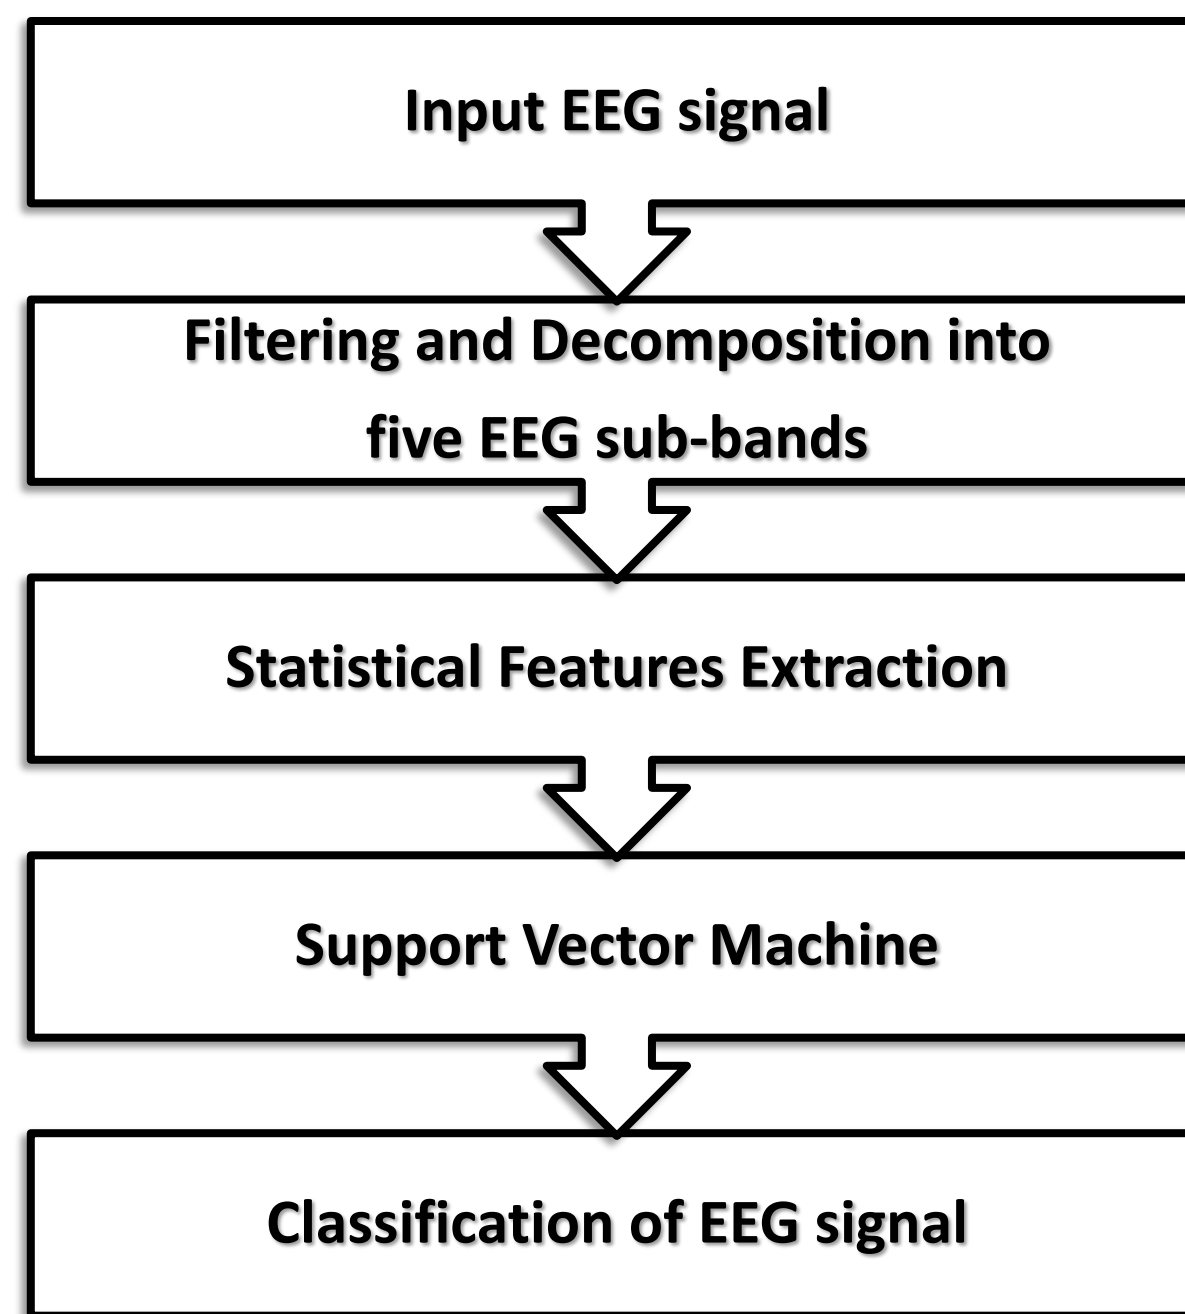 Input EEG signal
Filtering and Decomposition into
five EEG sub-bands
Statistical Features Extraction
Support Vector Machine
Classification of EEG signal